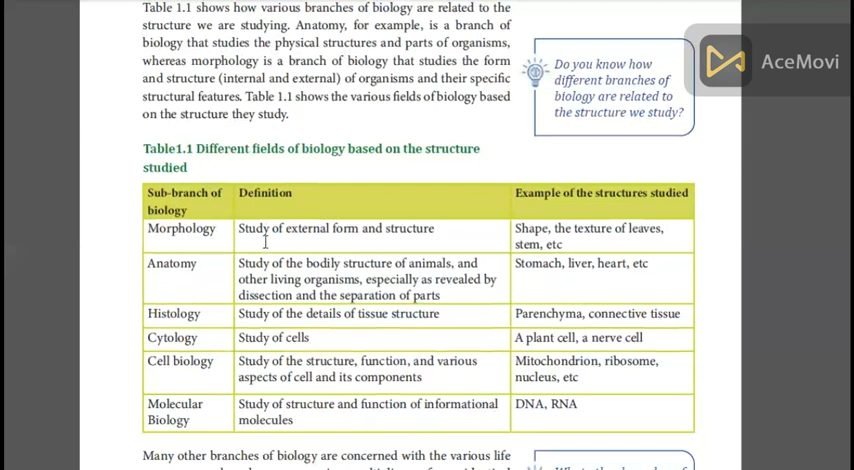 Table 1.1 shows how various branches of biology are related to the
structure we are studying. Anatomy, for example, is a branch of
biology that studies the physical structures and parts of organisms,
whereas morphology is a branch of biology that studies the form
and structure (internal and external) of organisms and their specific
structural features. Table 1.1 shows the various fields of biology based
on the structure they study.
Do you know how
different branches of
biology are related to
the structure we study?
AceMovi
Table1.1 Different fields of biology based on the structure
studied
Sub-branch of
biology
Definition
Example of the structures studied
Morphology
Study of external form and structure
Shape, the texture of leaves,
stem, etc
Anatomy
Study of the bodily structure of animals, and
other living organisms, especially as revealed by
dissection and the separation of parts
Stomach, liver, heart, etc
Histology
Study of the details of tissue structure
Parenchyma, connective tissue
Cytology
Study of cells
A plant cell, a nerve cell
Cell biology
Study of the structure, function, and various
aspects of cell and its components
Mitochondrion, ribosome,
nucleus, etc
Molecular
Biology
Study of structure and function of informational
molecules
DNA, RNA
Many other branches of biology are concerned with the various life